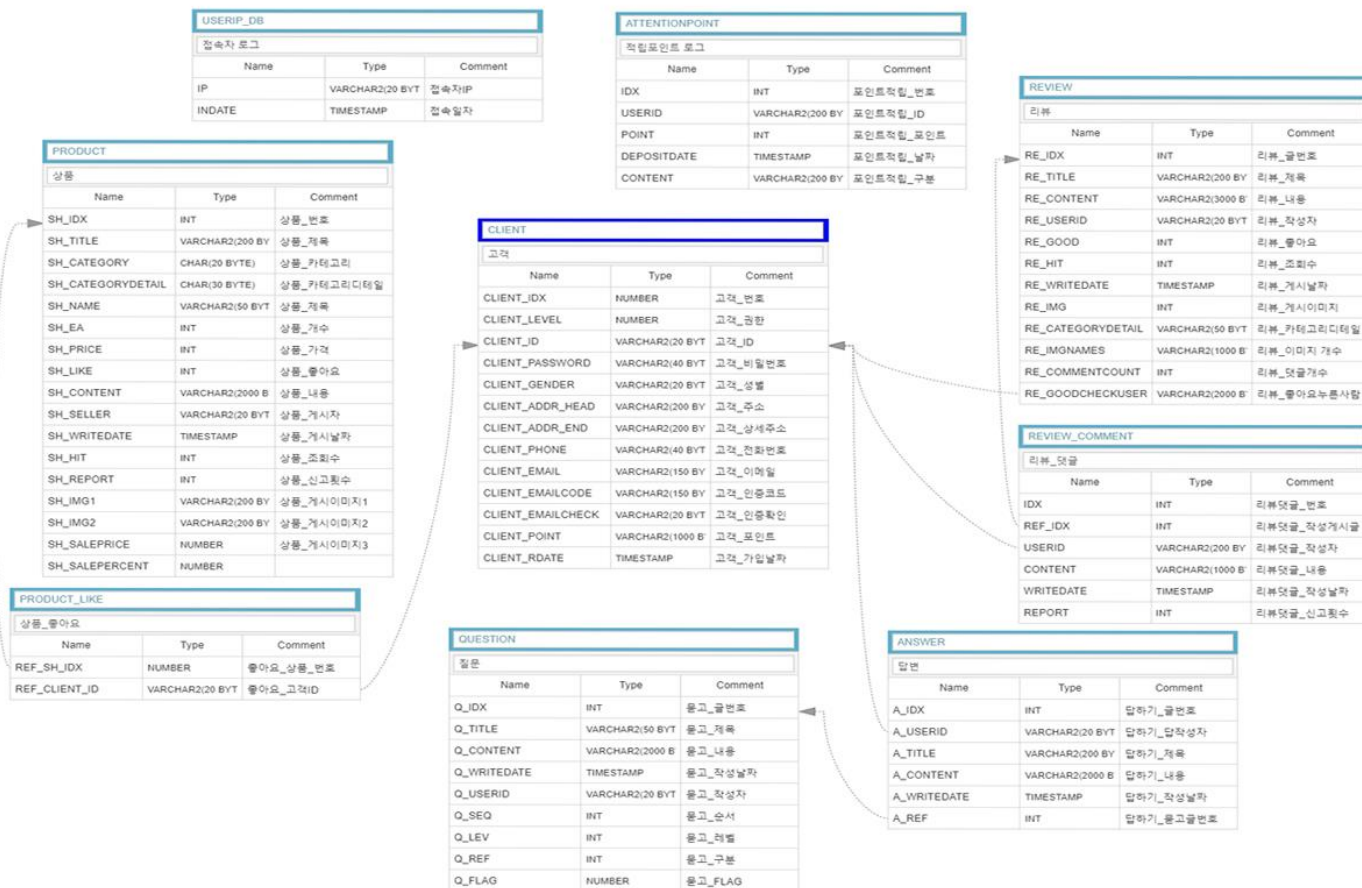 USERIP_DB
접속자 로그
Name Type Comment
IP VARCHAR2(20 BYT 접속자IP
INDATE TIMESTAMP 접속일자
ATTENTIONPOINT
적립포인트 로그
Name Type Comment
IDX INT 포인트적립_번호
USERID VARCHAR2(200 BY 포인트적립_ID
POINT INT 포인트적립_포인트
DEPOSITDATE TIMESTAMP 포인트적립_날짜
CONTENT VARCHAR2(200 BY 포인트적립_구분
REVIEW
리뷰
Name Type Comment
RE_IDX INT 리뷰_글번호
RE_TITLE VARCHAR2(200 BY 리뷰_제목
RE_CONTENT VARCHAR2(3000 B' 리뷰_내용
RE_USERID VARCHAR2(20 BYT 리뷰_작성자
RE_GOOD INT 리뷰_좋아요
RE_HIT INT 리뷰_조회수
RE_WRITEDATE TIMESTAMP 리뷰_게시날짜
RE_IMG INT 리뷰_게시이미지
RE_CATEGORYDETAIL VARCHAR2(50 BYT 리뷰_카테고리디테일
RE_IMGNAMES VARCHAR2(1000 B' 리뷰_이미지 개수
RE_COMMENTCOUNT INT 리뷰_댓글개수
RE_GOODCHECKUSER VARCHAR2(2000 B' 리뷰_좋아요누른사람
PRODUCT
상품
Name Type Comment
SH_IDX INT 상품_번호
SH_TITLE VARCHAR2(200 BY 상품_제목
SH_CATEGORY CHAR(20 BYTE) 상품_카테고리
SH_CATEGORYDETAIL CHAR(30 BYTE) 상품_카테고리디테일
SH_NAME VARCHAR2(50 BYT 상품_제목
SH_EA INT 상품_개수
SH_PRICE INT 상품_가격
SH_LIKE INT 상품_좋아요
SH_CONTENT VARCHAR2(2000 B 상품_내용
SH_SELLER VARCHAR2(20 BYT 상품_게시자
SH_WRITEDATE TIMESTAMP 상품_게시날짜
SH_HIT INT 상품_조회수
SH_REPORT INT 상품_신고횟수
SH_IMG1 VARCHAR2(200 BY 상품_게시이미지1
SH_IMG2 VARCHAR2(200 BY 상품_게시이미지2
SH_SALEPRICE NUMBER 상품_게시이미지3
SH_SALEPERCENT NUMBER
CLIENT
고객
Name Type Comment
CLIENT_IDX NUMBER 고객_번호
CLIENT_LEVEL NUMBER 고객_권한
CLIENT_ID VARCHAR2(20 BYT 고객_ID
CLIENT_PASSWORD VARCHAR2(40 BYT 고객_비밀번호
CLIENT_GENDER VARCHAR2(20 BYT 고객_성별
CLIENT_ADDR_HEAD VARCHAR2(200 BY 고객_주소
CLIENT_ADDR_END VARCHAR2(200 BY 고객_상세주소
CLIENT_PHONE VARCHAR2(40 BYT 고객_전화번호
CLIENT_EMAIL VARCHAR2(150 BY 고객_이메일
CLIENT_EMAILCODE VARCHAR2(150 BY 고객_인증코드
CLIENT_EMAILCHECK VARCHAR2(20 BYT 고객_인증확인
CLIENT_POINT VARCHAR2(1000 B' 고객_포인트
CLIENT_RDATE TIMESTAMP 고객_가입날짜
REVIEW_COMMENT
리뷰_댓글
Name Type Comment
IDX INT 리뷰댓글_번호
REF_IDX INT 리뷰댓글_작성게시글
USERID VARCHAR2(200 BY 리뷰댓글_작성자
CONTENT VARCHAR2(1000 B' 리뷰댓글_내용
WRITEDATE TIMESTAMP 리뷰댓글_작성날짜
REPORT INT 리뷰댓글_신고횟수
PRODUCT_LIKE
상품_좋아요
Name Type Comment
REF_SH_IDX NUMBER 좋아요_상품_번호
REF_CLIENT_ID VARCHAR2(20 BYT 좋아요_고객ID
QUESTION
질문
Name Type Comment
Q_IDX INT 묻고_글번호
Q_TITLE VARCHAR2(50 BYT 묻고_제목
Q_CONTENT VARCHAR2(2000 B' 묻고_내용
Q_WRITEDATE TIMESTAMP 묻고_작성날짜
Q_USERID VARCHAR2(20 BYT 묻고_작성자
Q_SEQ INT 묻고_순서
Q_LEV INT 묻고_레벨
Q_REF INT 묻고_구분
Q_FLAG NUMBER 묻고_FLAG
ANSWER
답변
Name Type Comment
A_IDX INT 답하기_글번호
A_USERID VARCHAR2(20 BYT 답하기_답작성자
A_TITLE VARCHAR2(200 BY 답하기_제목
A_CONTENT VARCHAR2(2000 B 답하기_내용
A_WRITEDATE TIMESTAMP 답하기_작성날짜
A_REF INT 답하기_묻고글번호